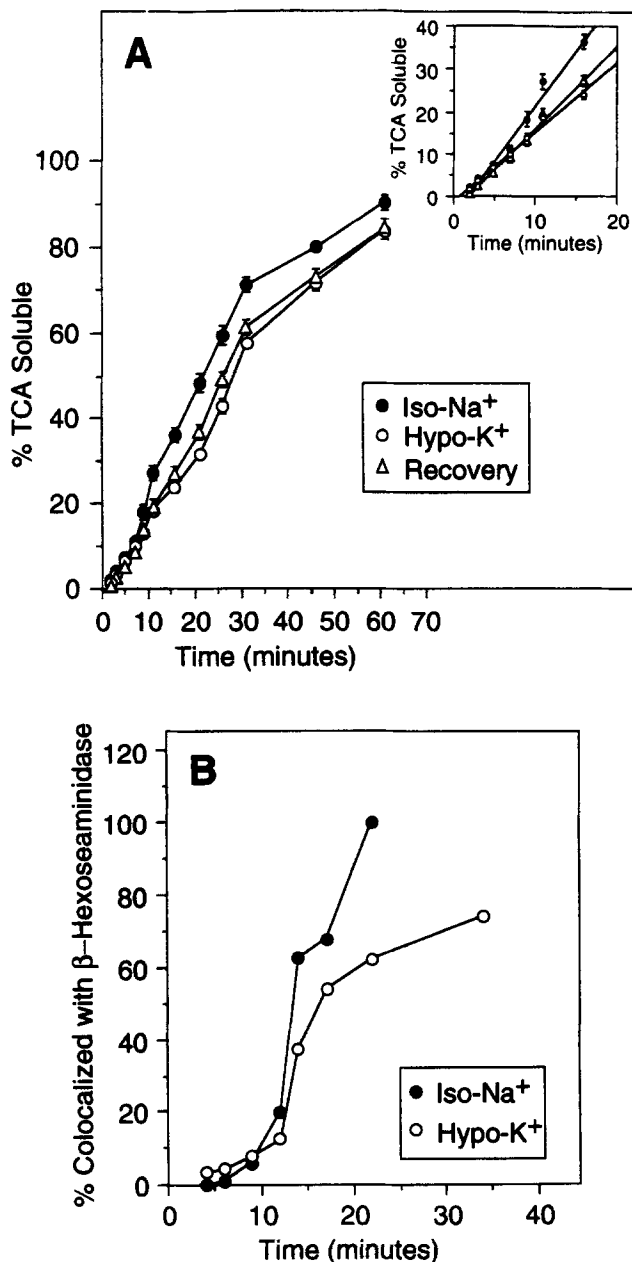 A
% TCA Soluble
100
80
60
40
20
0
0 10 20 30 40 50 60 70
Time (minutes)
Iso-Na+
Hypo-K+
Recovery
% TCA Soluble
40
30
20
10
0
0 10 20
Time (minutes)
B
% Colocalized with β-Hexoseaminidase
120
100
80
60
40
20
0
0 10 20 30 40
Time (minutes)
Iso-Na+
Hypo-K+